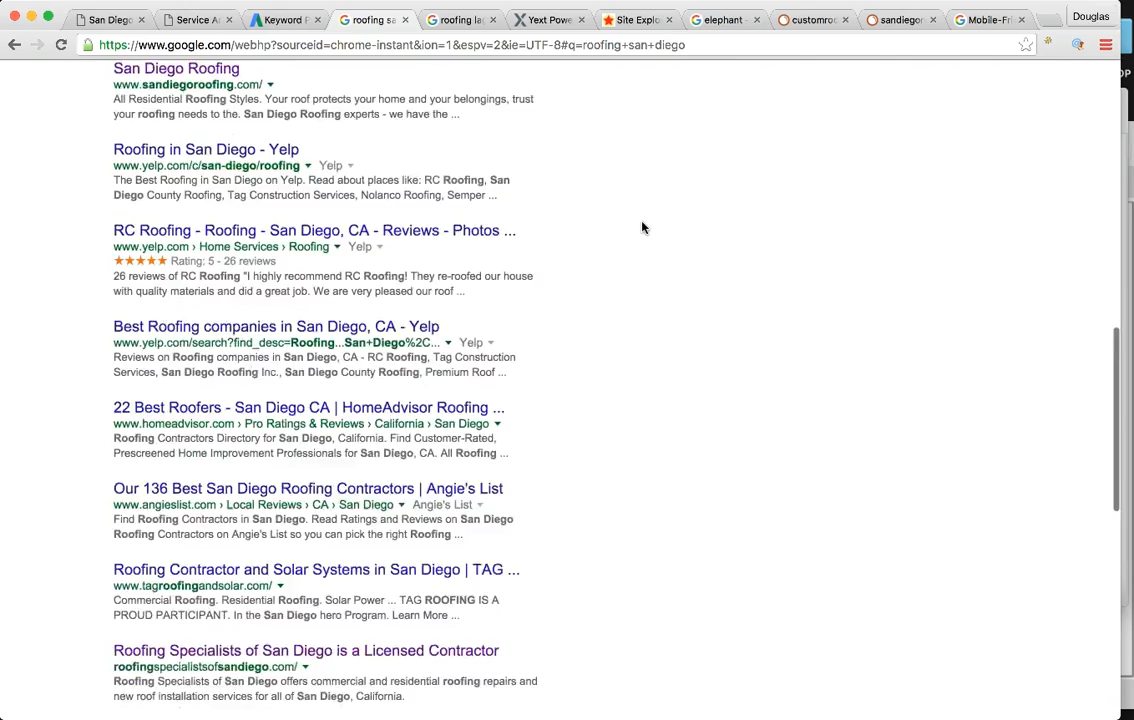 San Diego
Service A
Keyword P
roofing sa
roofing la
Yext Powe
Site Explo
elephant -
customroo
sandiegor
Mobile-Fri
Douglas
https://www.google.com/webhp?sourceid=chrome-instant&ion=1&espv=2&ie=UTF-8#q=roofing+san+diego
OP
San Diego Roofing
www.sandiegoroofing.com/
All Residential Roofing Styles. Your roof protects your home and your belongings, trust
your roofing needs to the. San Diego Roofing experts - we have the ...
Roofing in San Diego - Yelp
www.yelp.com/c/san-diego/roofing Yelp
The Best Roofing in San Diego on Yelp. Read about places like: RC Roofing, San
Diego County Roofing, Tag Construction Services, Nolanco Roofing, Semper ...
RC Roofing - Roofing - San Diego, CA - Reviews - Photos ...
www.yelp.com › Home Services › Roofing Yelp
Rating: 5 - 26 reviews
26 reviews of RC Roofing "I highly recommend RC Roofing! They re-roofed our house
with quality materials and did a great job. We are very pleased our roof ...
Best Roofing companies in San Diego, CA - Yelp
www.yelp.com/search?find_desc=Roofing...San+Diego%2C... Yelp
Reviews on Roofing companies in San Diego, CA - RC Roofing, Tag Construction
Services, San Diego Roofing Inc., San Diego County Roofing, Premium Roof ...
22 Best Roofers - San Diego CA | HomeAdvisor Roofing ...
www.homeadvisor.com › Pro Ratings & Reviews › California › San Diego
Roofing Contractors Directory for San Diego, California. Find Customer-Rated,
Prescreened Home Improvement Professionals for San Diego, CA. All Roofing ...
Our 136 Best San Diego Roofing Contractors | Angie's List
www.angieslist.com › Local Reviews › CA › San Diego Angie's List
Find Roofing Contractors in San Diego. Read Ratings and Reviews on San Diego
Roofing Contractors on Angie's List so you can pick the right Roofing ...
Roofing Contractor and Solar Systems in San Diego | TAG ...
www.tagroofingandsolar.com/
Commercial Roofing. Residential Roofing. Solar Power ... TAG ROOFING IS A
PROUD PARTICIPANT. In the San Diego hero Program. Learn More ...
Roofing Specialists of San Diego is a Licensed Contractor
roofingspecialistsofsandiego.com/
Roofing Specialists of San Diego offers commercial and residential roofing repairs and
new roof installation services for all of San Diego, California.